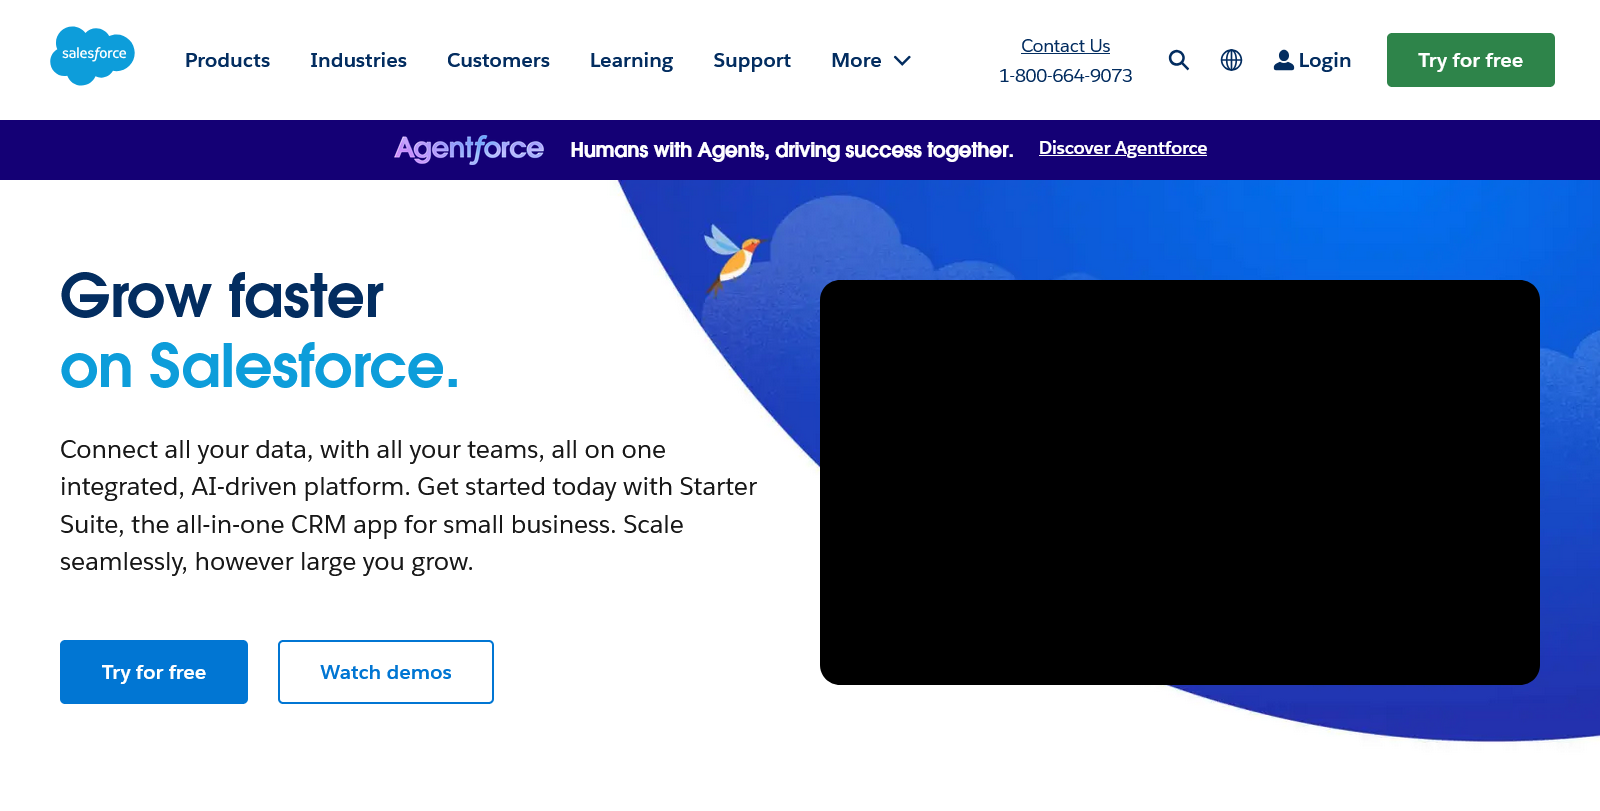 salesforce
Products
Industries
Customers
Learning
Support
More
Contact Us
1-800-664-9073
Login
Try for free
Agentforce
Humans with Agents, driving success together.
Discover Agentforce
Grow faster
on Salesforce.
Connect all your data, with all your teams, all on one
integrated, AI-driven platform. Get started today with Starter
Suite, the all-in-one CRM app for small business. Scale
seamlessly, however large you grow.
Try for free
Watch demos